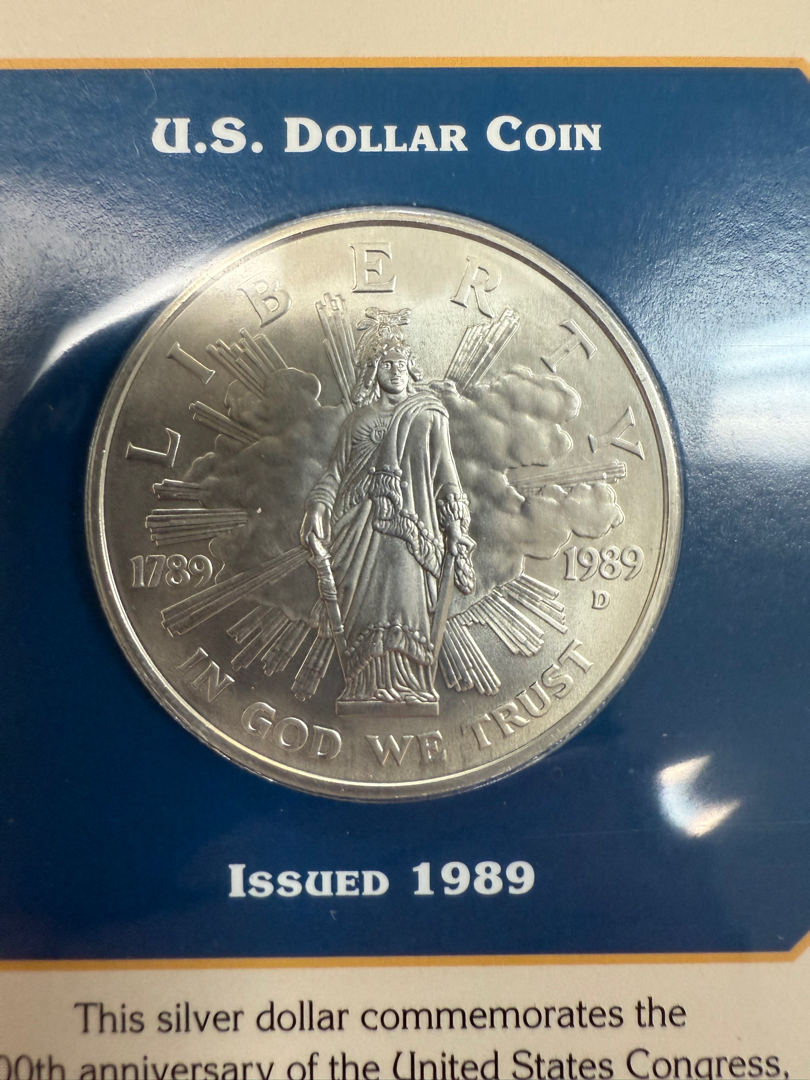 U.S. DOLLAR COIN
LIBERTY
1789
1989
D
IN GOD WE TRUST
ISSUED 1989
This silver dollar commemorates the
00th anniversary of the United States Congress,